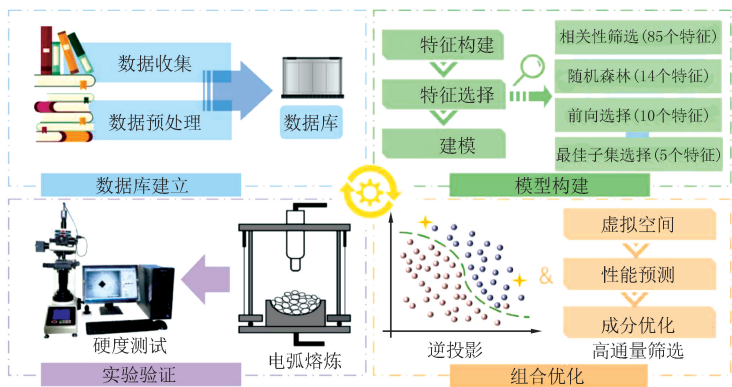 数据收集
数据预处理
数据库
数据库建立
特征构建
特征选择
建模
相关性筛选(85个特征)
随机森林(14个特征)
前向选择(10个特征)
最佳子集选择(5个特征)
模型构建
硬度测试
电弧熔炼
实验验证
逆投影
&
虚拟空间
性能预测
成分优化
高通量筛选
组合优化